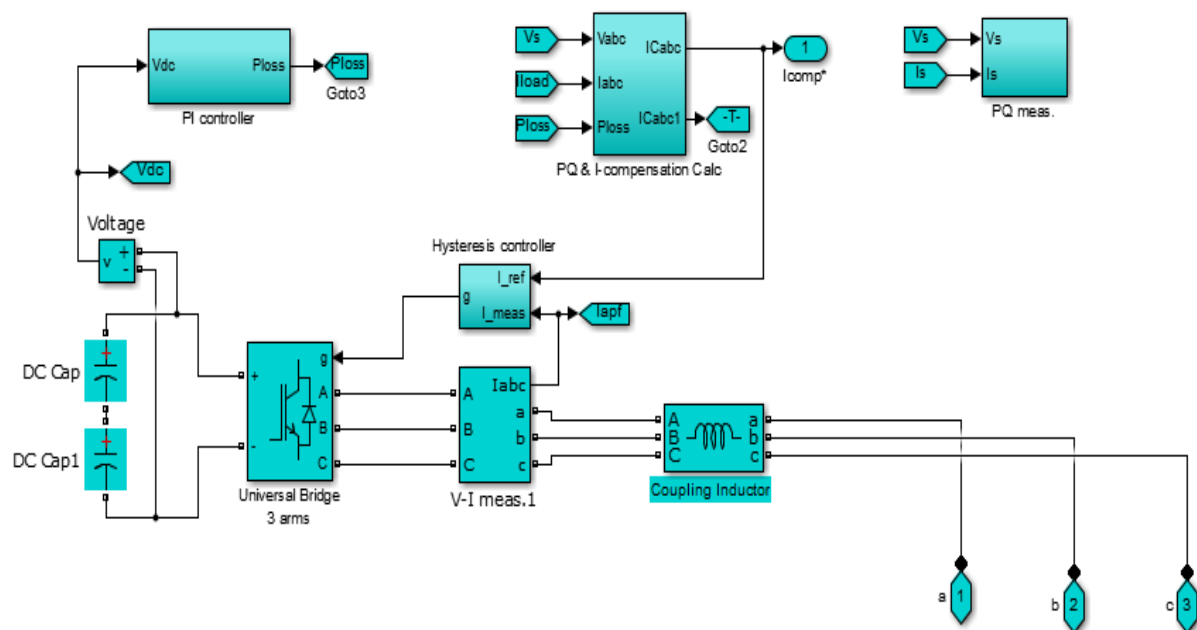 Vdc
Ploss
Ploss
Goto3
PI controller
Vdc
Vs
Iload
Ploss
Vabc
Iabc
Ploss
ICabc
ICabc1
1
Icomp*
-T-
Goto2
PQ & I-compensation Calc
Vs
Is
Vs
Is
PQ meas.
Voltage
v
+
-
Hysteresis controller
I_ref
g
I_meas
Iapf
DC Cap
+
DC Cap1
+
g
+
-
A
B
C
Universal Bridge
3 arms
Iabc
A
B
C
a
b
c
V-I meas.1
A
B
C
a
b
c
Coupling Inductor
a
1
b
2
c
3